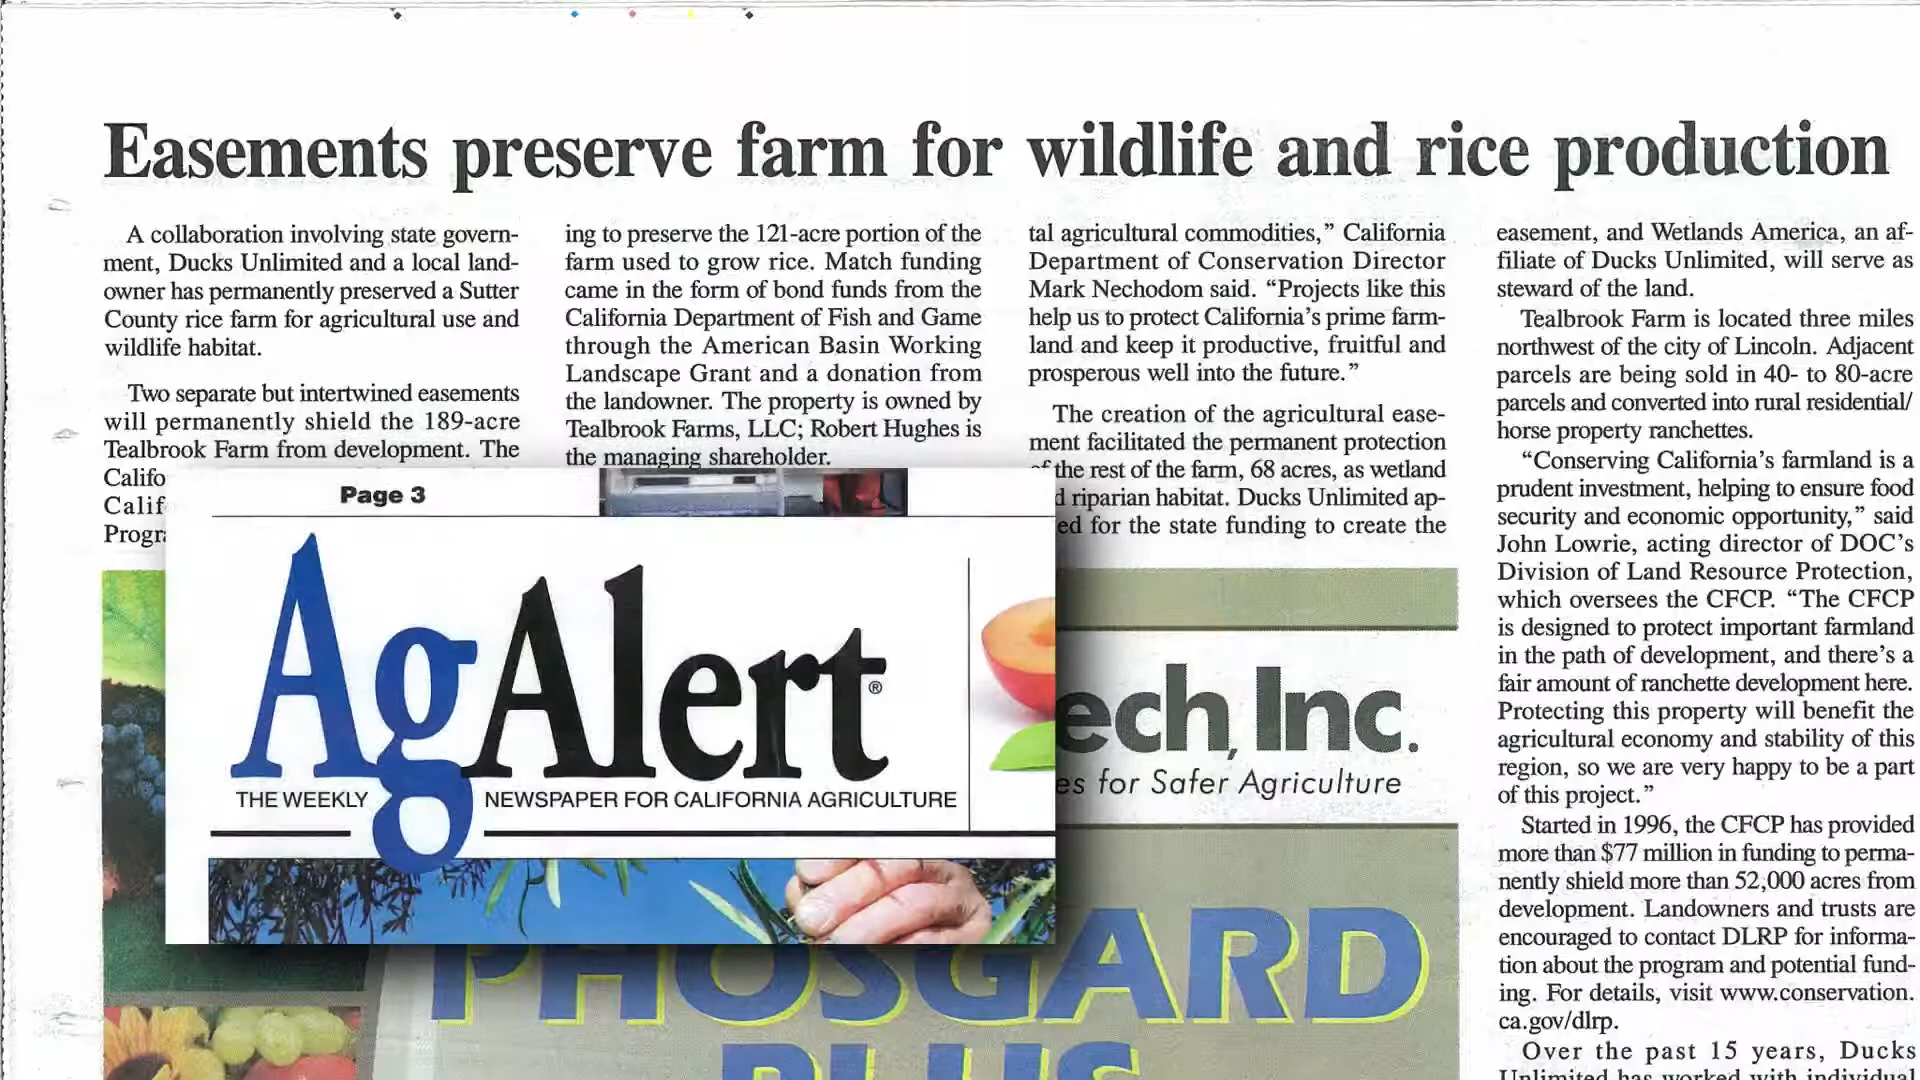 Easements preserve farm for wildlife and rice production
A collaboration involving state govern-
ment, Ducks Unlimited and a local land-
owner has permanently preserved a Sutter
County rice farm for agricultural use and
wildlife habitat.
Two separate but intertwined easements
will permanently shield the 189-acre
Tealbrook Farm from development. The
Califo
Calif
Progr
ing to preserve the 121-acre portion of the
farm used to grow rice. Match funding
came in the form of bond funds from the
California Department of Fish and Game
through the American Basin Working
Landscape Grant and a donation from
the landowner. The property is owned by
Tealbrook Farms, LLC; Robert Hughes is
the managing shareholder.
tal agricultural commodities,” California
Department of Conservation Director
Mark Nechodom said. “Projects like this
help us to protect California’s prime farm-
land and keep it productive, fruitful and
prosperous well into the future.”
The creation of the agricultural ease-
ment facilitated the permanent protection
of the rest of the farm, 68 acres, as wetland
d riparian habitat. Ducks Unlimited ap-
ed for the state funding to create the
easement, and Wetlands America, an af-
filiate of Ducks Unlimited, will serve as
steward of the land.
Tealbrook Farm is located three miles
northwest of the city of Lincoln. Adjacent
parcels are being sold in 40- to 80-acre
parcels and converted into rural residential/
horse property ranchettes.
“Conserving California’s farmland is a
prudent investment, helping to ensure food
security and economic opportunity,” said
John Lowrie, acting director of DOC’s
Division of Land Resource Protection,
which oversees the CFCP. “The CFCP
is designed to protect important farmland
in the path of development, and there’s a
fair amount of ranchette development here.
Protecting this property will benefit the
agricultural economy and stability of this
region, so we are very happy to be a part
of this project.”
Started in 1996, the CFCP has provided
more than $77 million in funding to perma-
nently shield more than 52,000 acres from
development. Landowners and trusts are
encouraged to contact DLRP for informa-
tion about the program and potential fund-
ing. For details, visit www.conservation.
ca.gov/dlrp.
Over the past 15 years, Ducks
Unlimited has worked with individual
Page 3
AgAlert®
THE WEEKLY NEWSPAPER FOR CALIFORNIA AGRICULTURE
ech, Inc.
es for Safer Agriculture
PHOSGARD
PLUS